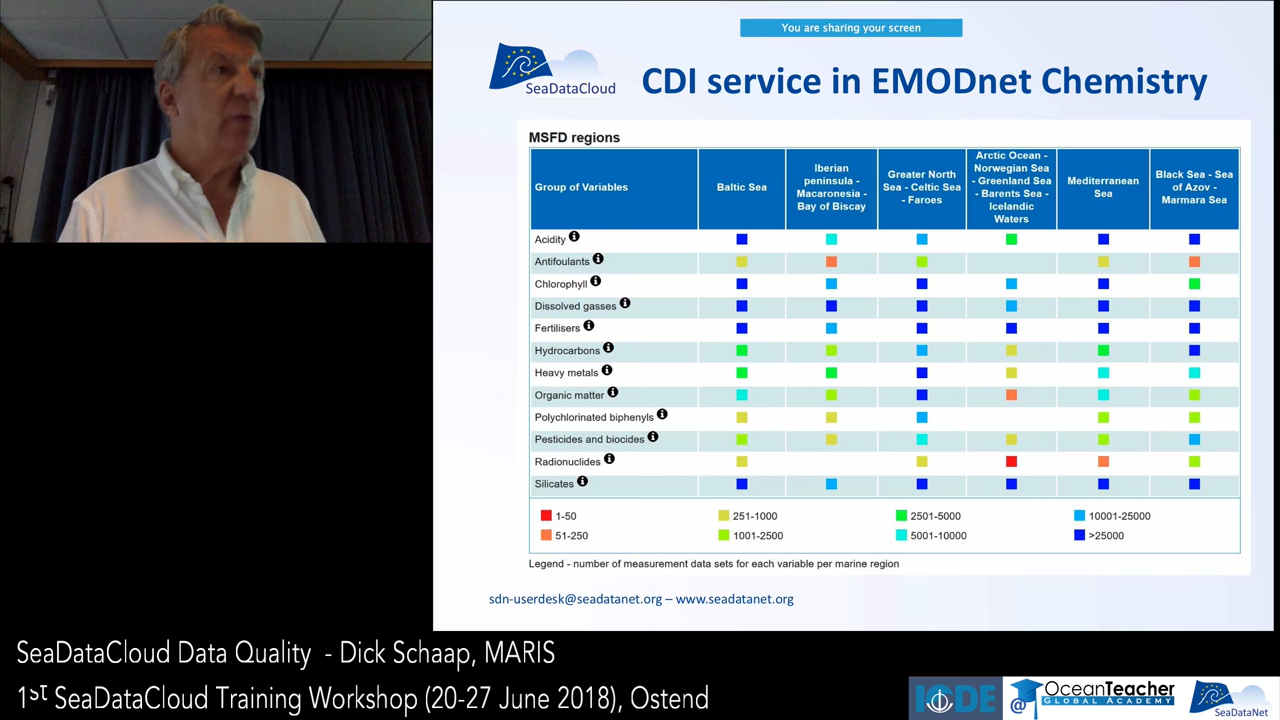 You are sharing your screen
SeaDataCloud
CDI service in EMODnet Chemistry
MSFD regions
Group of Variables
Baltic Sea
Iberian
peninsula -
Macaronesia -
Bay of Biscay
Greater North
Sea - Celtic Sea
- Faroes
Arctic Ocean -
Norwegian Sea
- Greenland Sea
- Barents Sea -
Icelandic
Waters
Mediterranean
Sea
Black Sea - Sea
of Azov -
Marmara Sea
Acidity
Antifoulants
Chlorophyll
Dissolved gasses
Fertilisers
Hydrocarbons
Heavy metals
Organic matter
Polychlorinated biphenyls
Pesticides and biocides
Radionuclides
Silicates
1-50 251-1000 2501-5000 10001-25000
51-250 1001-2500 5001-10000 >25000
Legend - number of measurement data sets for each variable per marine region
sdn-userdesk@seadatanet.org – www.seadatanet.org
SeaDataCloud Data Quality - Dick Schaap, MARIS
1st SeaDataCloud Training Workshop (20-27 June 2018), Ostend
IODE
@
OceanTeacher
GLOBAL ACADEMY
SeaDataNet